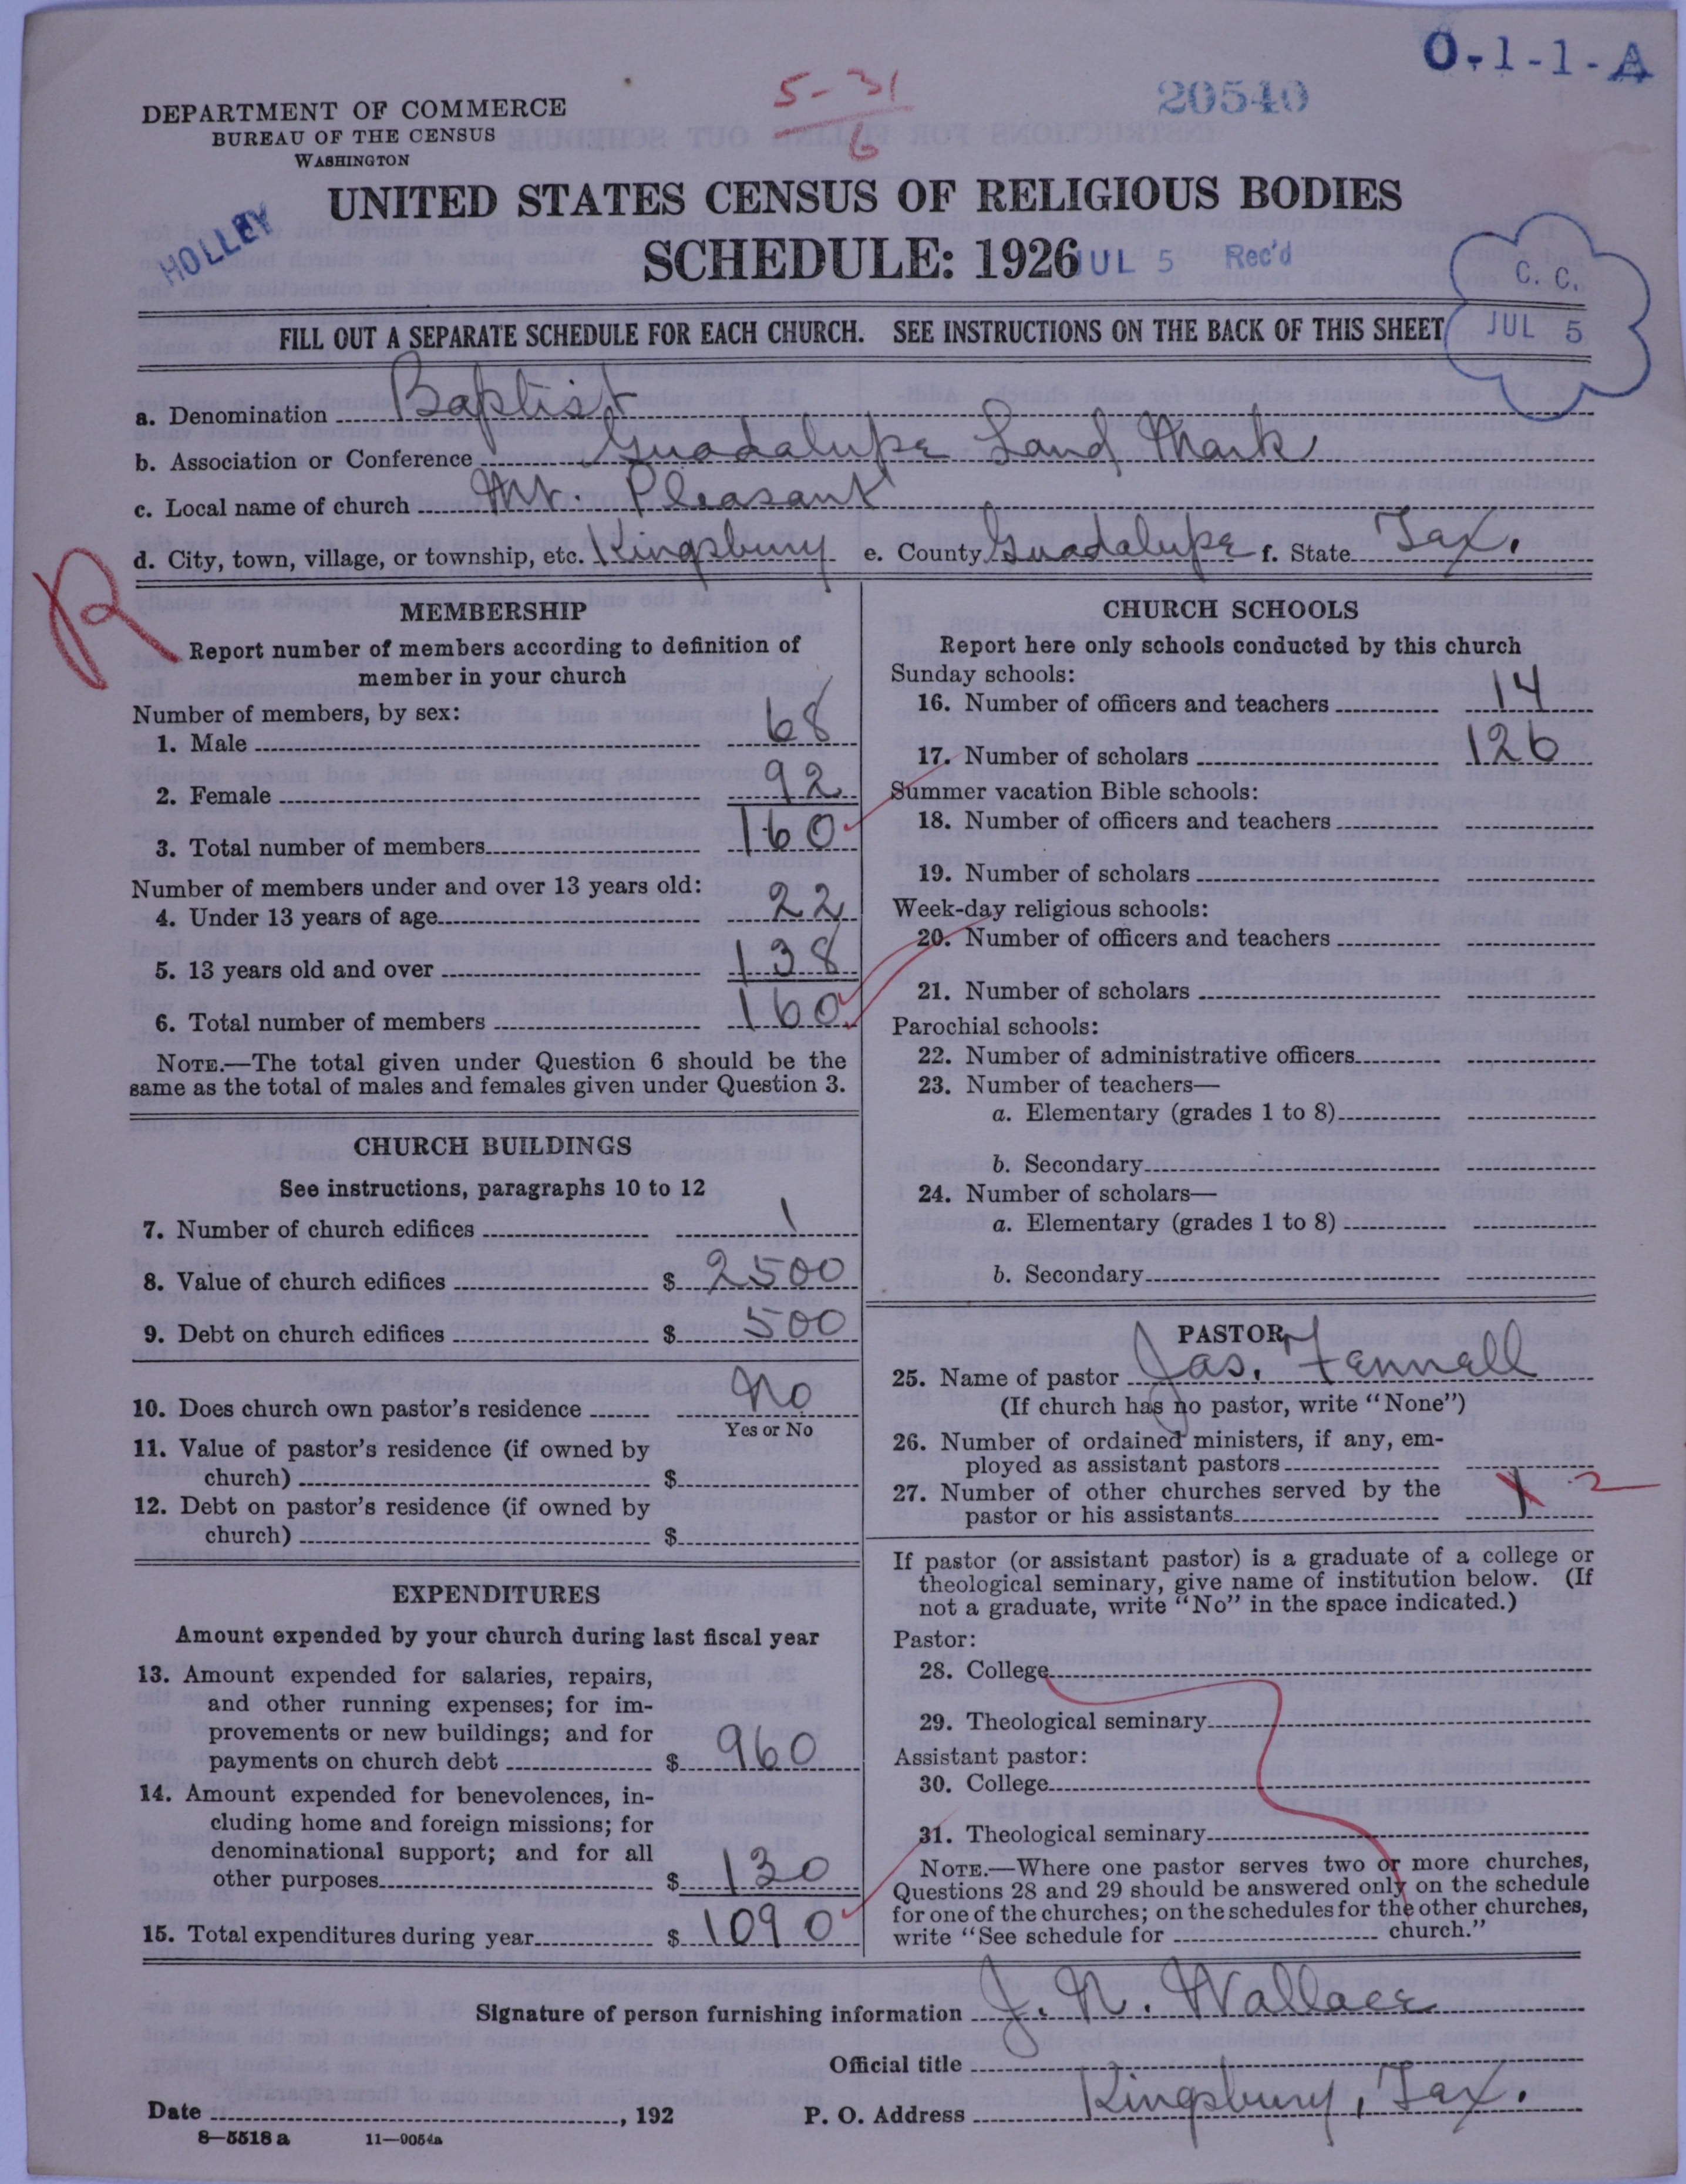 O-1-1-A
5-31
6
20540
DEPARTMENT OF COMMERCE
BUREAU OF THE CENSUS
WASHINGTON
UNITED STATES CENSUS OF RELIGIOUS BODIES
HOLLEY
SCHEDULE: 1926
JUL 5 Rec'd
C. C.
JUL 5
FILL OUT A SEPARATE SCHEDULE FOR EACH CHURCH. SEE INSTRUCTIONS ON THE BACK OF THIS SHEET
a. Denomination Baptist
b. Association or Conference Guadalupe Land Mark
c. Local name of church Mt. Pleasant
d. City, town, village, or township, etc. Kingsbury e. County Guadalupe f. State Tex.
R
MEMBERSHIP
Report number of members according to definition of
member in your church
Number of members, by sex:
1. Male 68
2. Female 92
3. Total number of members 160
Number of members under and over 13 years old:
4. Under 13 years of age 22
5. 13 years old and over 138
6. Total number of members 160
NOTE.—The total given under Question 6 should be the
same as the total of males and females given under Question 3.
CHURCH BUILDINGS
See instructions, paragraphs 10 to 12
7. Number of church edifices 1
8. Value of church edifices $ 2500
9. Debt on church edifices $ 500
10. Does church own pastor's residence No
Yes or No
11. Value of pastor's residence (if owned by
church) $
12. Debt on pastor's residence (if owned by
church) $
EXPENDITURES
Amount expended by your church during last fiscal year
13. Amount expended for salaries, repairs,
and other running expenses; for im-
provements or new buildings; and for
payments on church debt $ 960
14. Amount expended for benevolences, in-
cluding home and foreign missions; for
denominational support; and for all
other purposes $ 130
15. Total expenditures during year $ 1090
CHURCH SCHOOLS
Report here only schools conducted by this church
Sunday schools:
16. Number of officers and teachers 14
17. Number of scholars 126
Summer vacation Bible schools:
18. Number of officers and teachers
19. Number of scholars
Week-day religious schools:
20. Number of officers and teachers
21. Number of scholars
Parochial schools:
22. Number of administrative officers
23. Number of teachers—
a. Elementary (grades 1 to 8)
b. Secondary
24. Number of scholars—
a. Elementary (grades 1 to 8)
b. Secondary
PASTOR
25. Name of pastor Jas. Fennell
(If church has no pastor, write "None")
26. Number of ordained ministers, if any, em-
ployed as assistant pastors
27. Number of other churches served by the
pastor or his assistants 1 2
If pastor (or assistant pastor) is a graduate of a college or
theological seminary, give name of institution below. (If
not a graduate, write "No" in the space indicated.)
Pastor:
28. College
29. Theological seminary
Assistant pastor:
30. College
31. Theological seminary
NOTE.—Where one pastor serves two or more churches,
Questions 28 and 29 should be answered only on the schedule
for one of the churches; on the schedules for the other churches,
write "See schedule for church."
Signature of person furnishing information J. N. Wallace
Official title
Date , 192 P. O. Address Kingsbury, Tex.
8—5518 a 11—9054a